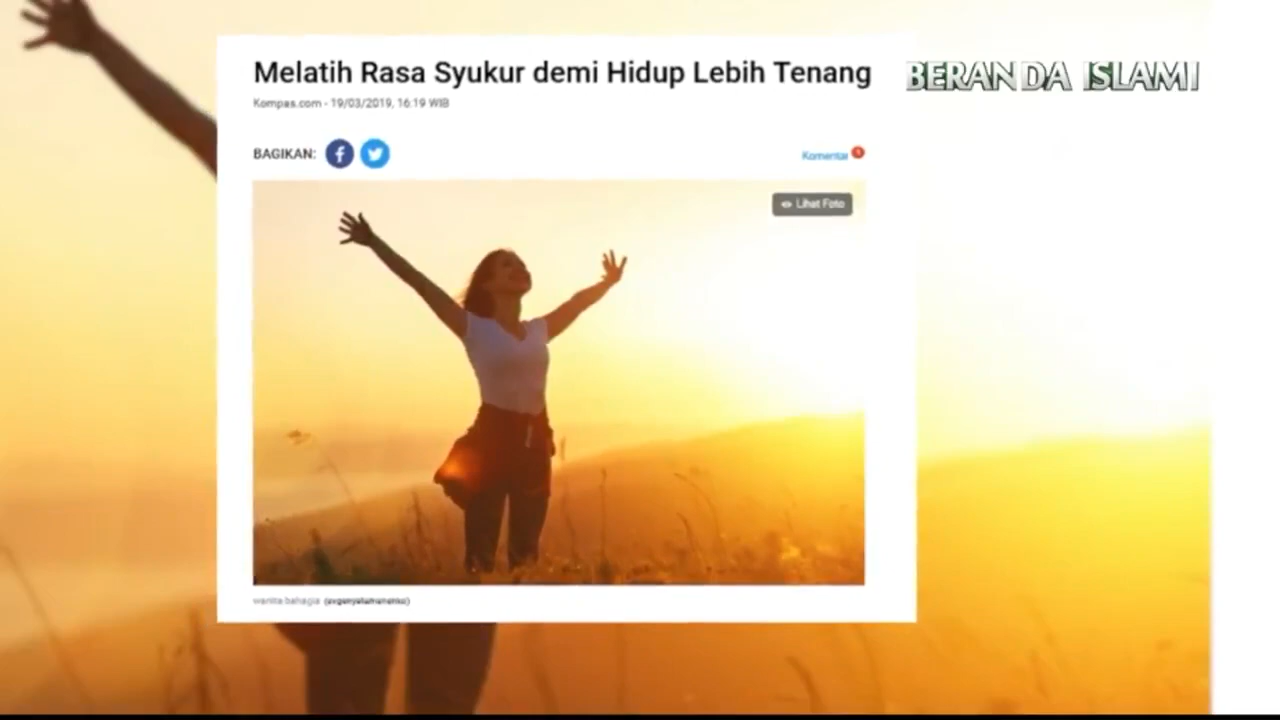 Melatih Rasa Syukur demi Hidup Lebih Tenang
BERANDA ISLAMI
Kompas.com - 19/03/2019, 16:19 WIB
BAGIKAN:
Komentar
Lihat Foto
wanita bahagia